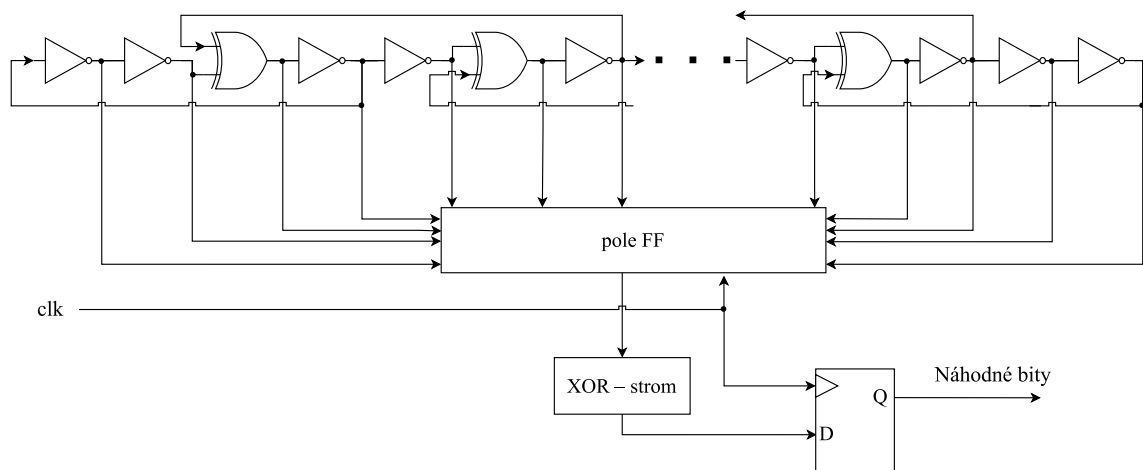 pole FF
clk
XOR – strom
Náhodné bity
Q
D